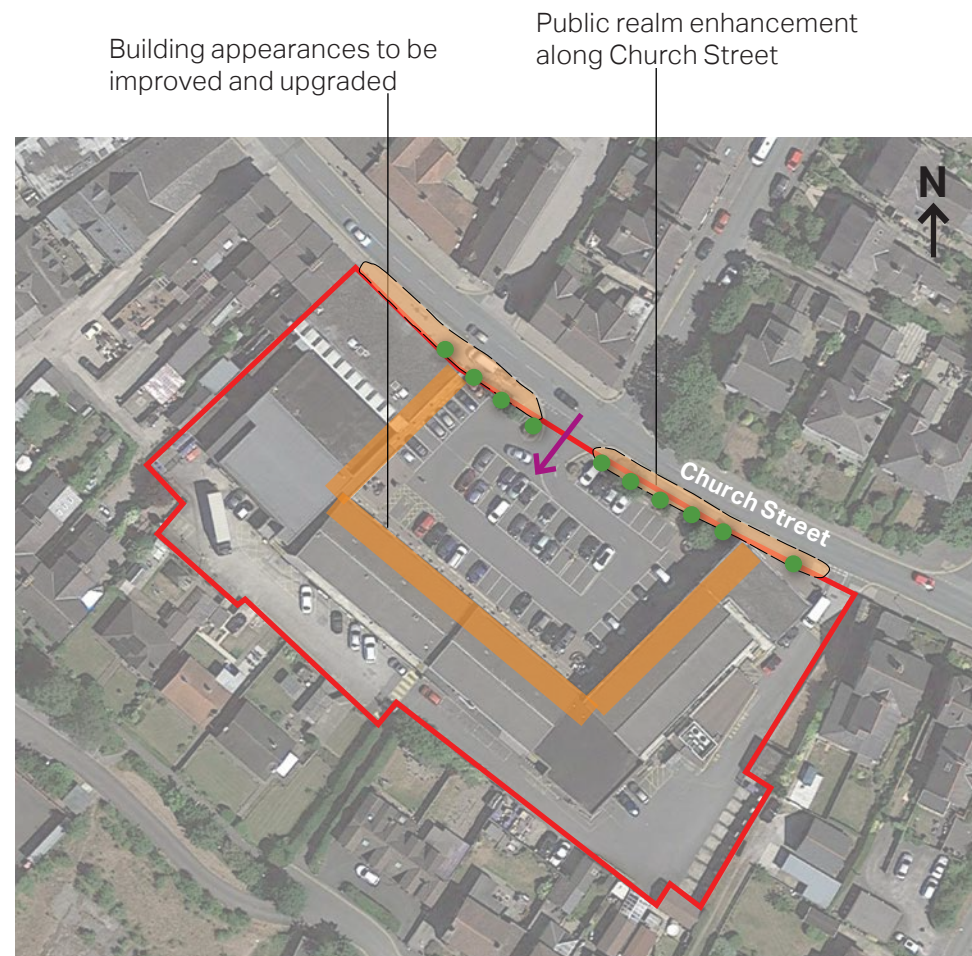 Building appearances to be
improved and upgraded
Public realm enhancement
along Church Street
N
Church Street